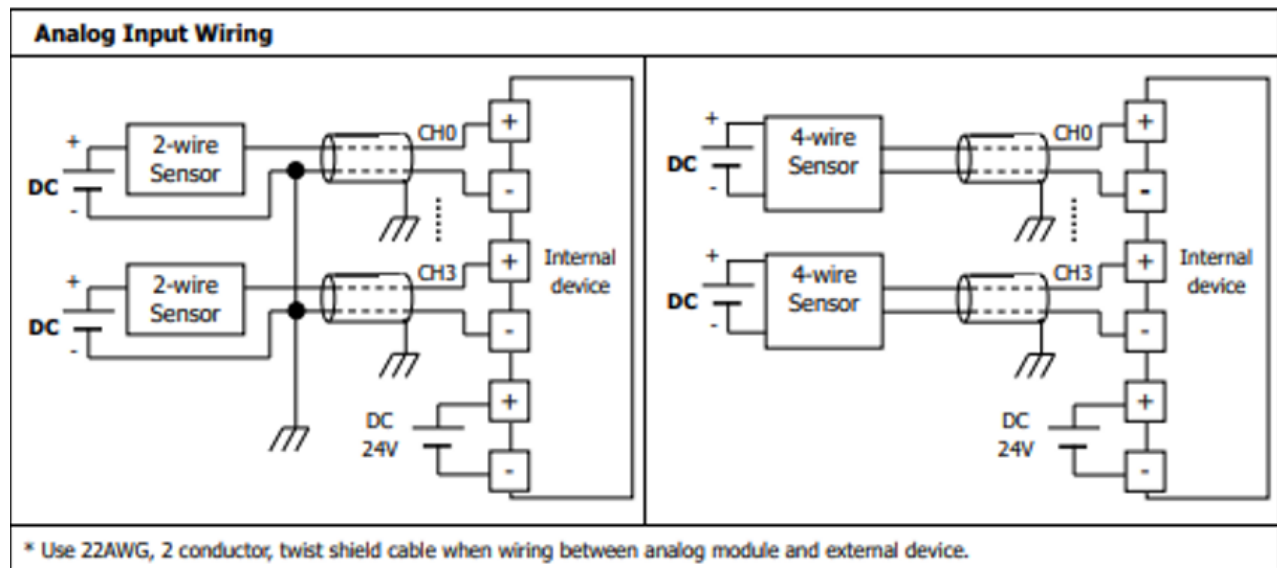 Analog Input Wiring
+
DC
-
2-wire
Sensor
CH0
+
-
+
DC
-
2-wire
Sensor
CH3
+
-
Internal
device
DC
24V
+
-
+
DC
-
4-wire
Sensor
CH0
+
-
+
DC
-
4-wire
Sensor
CH3
+
-
Internal
device
DC
24V
+
-
* Use 22AWG, 2 conductor, twist shield cable when wiring between analog module and external device.